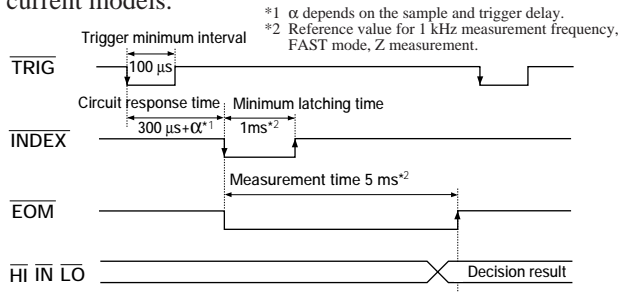 current models.
*1 α depends on the sample and trigger delay.
*2 Reference value for 1 kHz measurement frequency,
FAST mode, Z measurement.
Trigger minimum interval
TRIG
100 μs
Circuit response time
Minimum latching time
300 μs+α*1
1ms*2
INDEX
Measurement time 5 ms*2
EOM
HI IN LO
Decision result